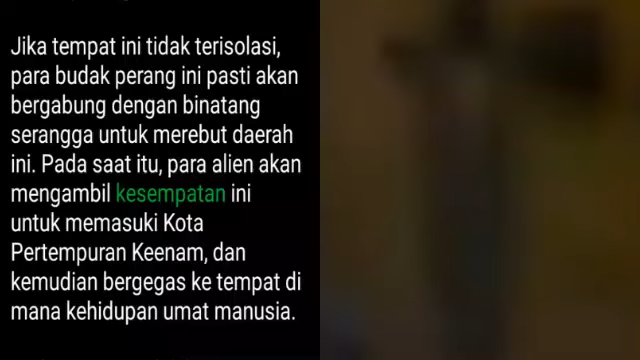 Jika tempat ini tidak terisolasi,
para budak perang ini pasti akan
bergabung dengan binatang
serangga untuk merebut daerah
ini. Pada saat itu, para alien akan
mengambil kesempatan ini
untuk memasuki Kota
Pertempuran Keenam, dan
kemudian bergegas ke tempat di
mana kehidupan umat manusia.